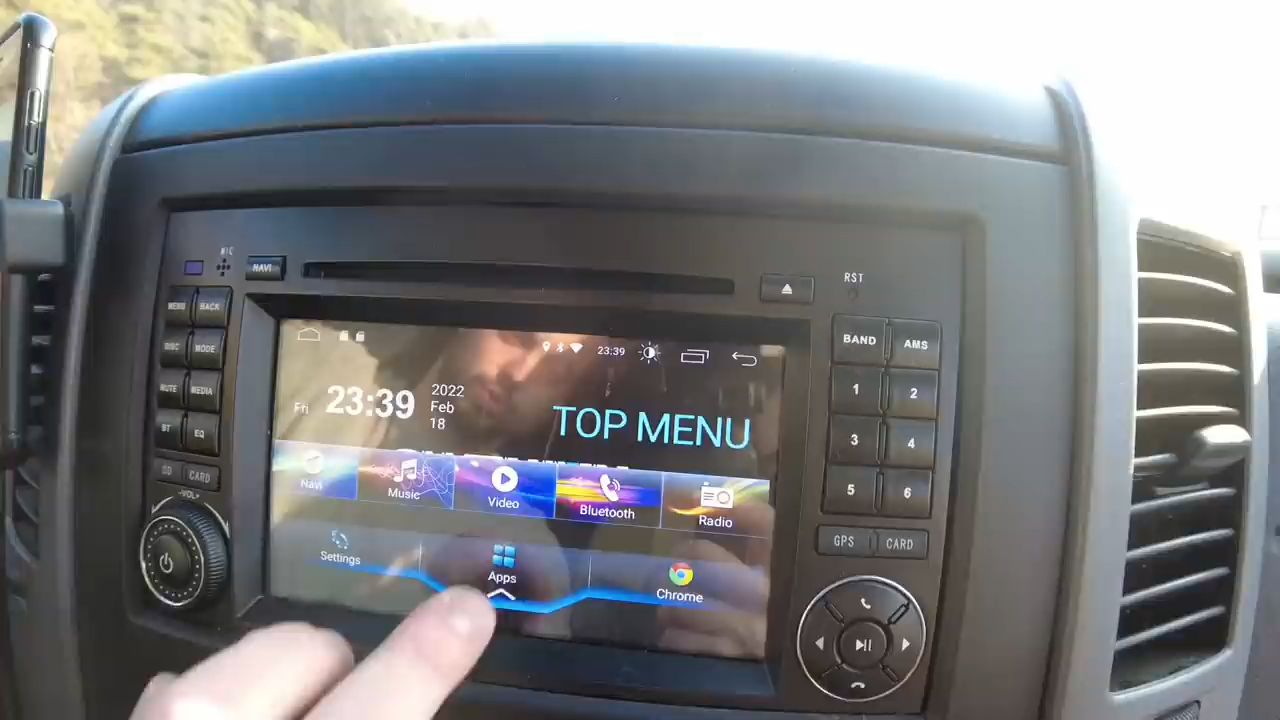 MIC
NAVI
RST
MENU BACK
DISC MODE
MUTE MEDIA
BT EQ
SD CARD
-VOL+
BAND AMS
1 2
3 4
5 6
GPS CARD
23:39
Fri 23:39 2022
Feb
18
TOP MENU
Navi Music Video Bluetooth Radio
Settings Apps Chrome